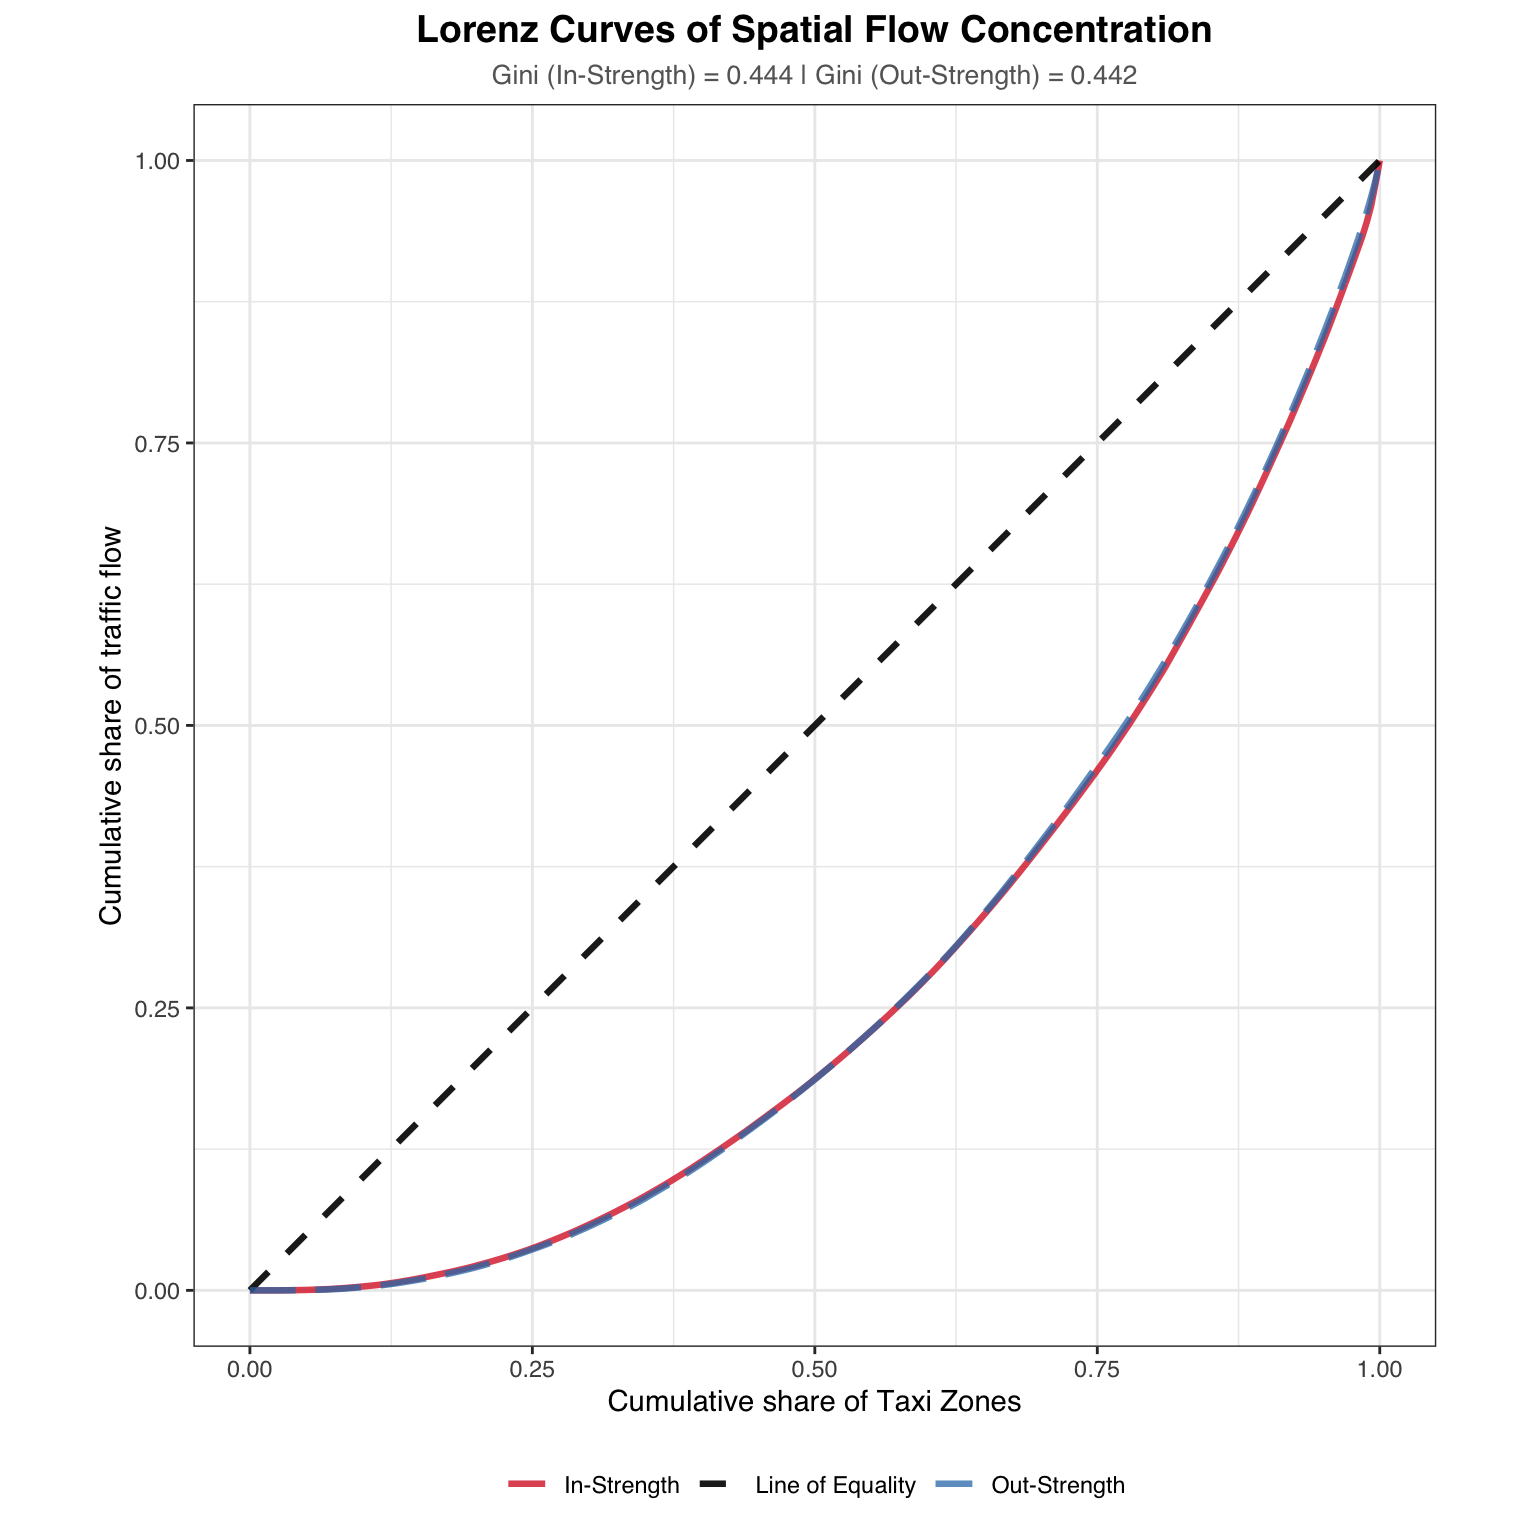 Lorenz Curves of Spatial Flow Concentration
Gini (In-Strength) = 0.444 | Gini (Out-Strength) = 0.442
Cumulative share of traffic flow
1.00
0.75
0.50
0.25
0.00
0.00 0.25 0.50 0.75 1.00
Cumulative share of Taxi Zones
In-Strength Line of Equality Out-Strength